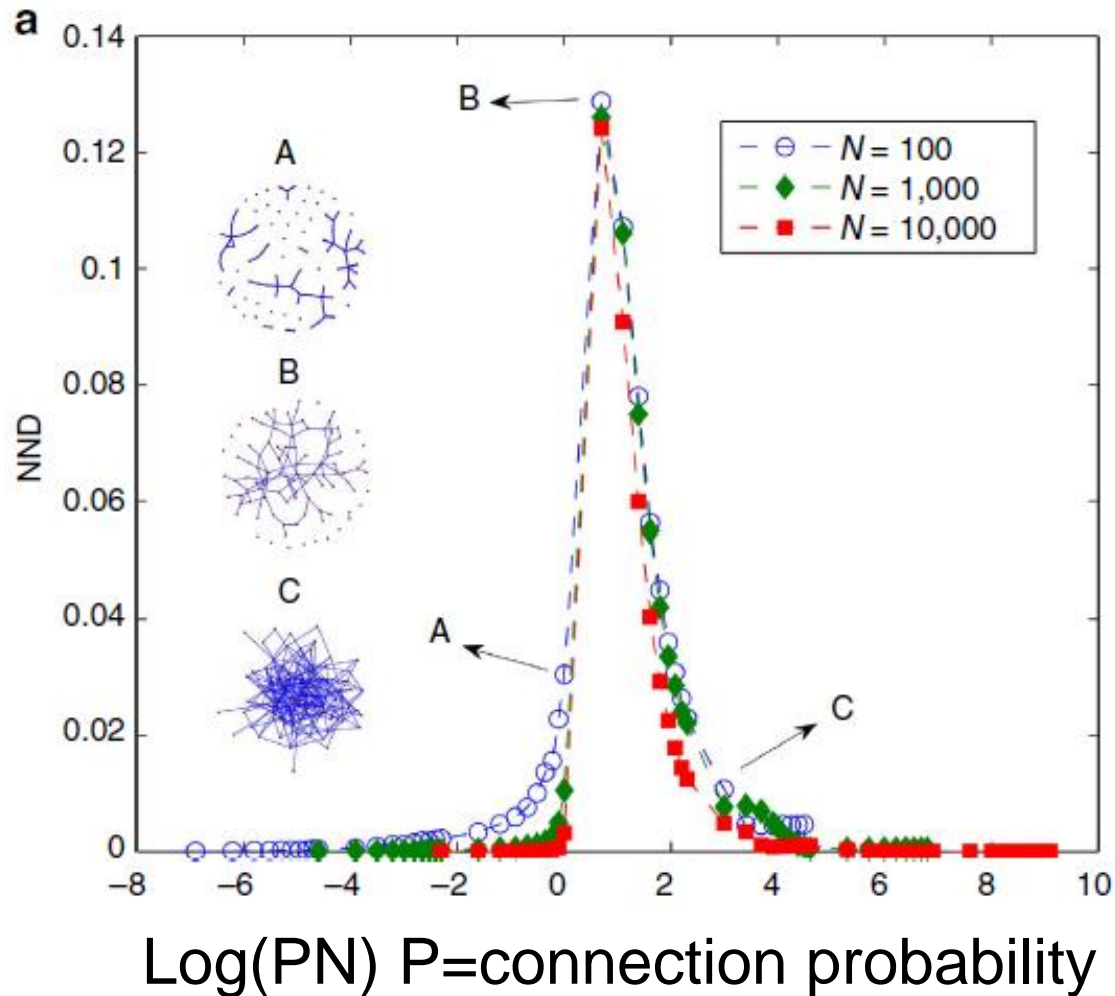 a
0.14
0.12
0.1
0.08
0.06
0.04
0.02
0
NND
B
A
B
C
A
C
N = 100
N = 1,000
N = 10,000
−8 −6 −4 −2 0 2 4 6 8 10
Log(PN) P=connection probability